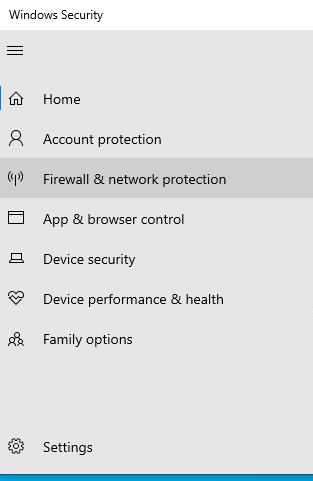 Windows Security
Home
Account protection
Firewall & network protection
App & browser control
Device security
Device performance & health
Family options
Settings